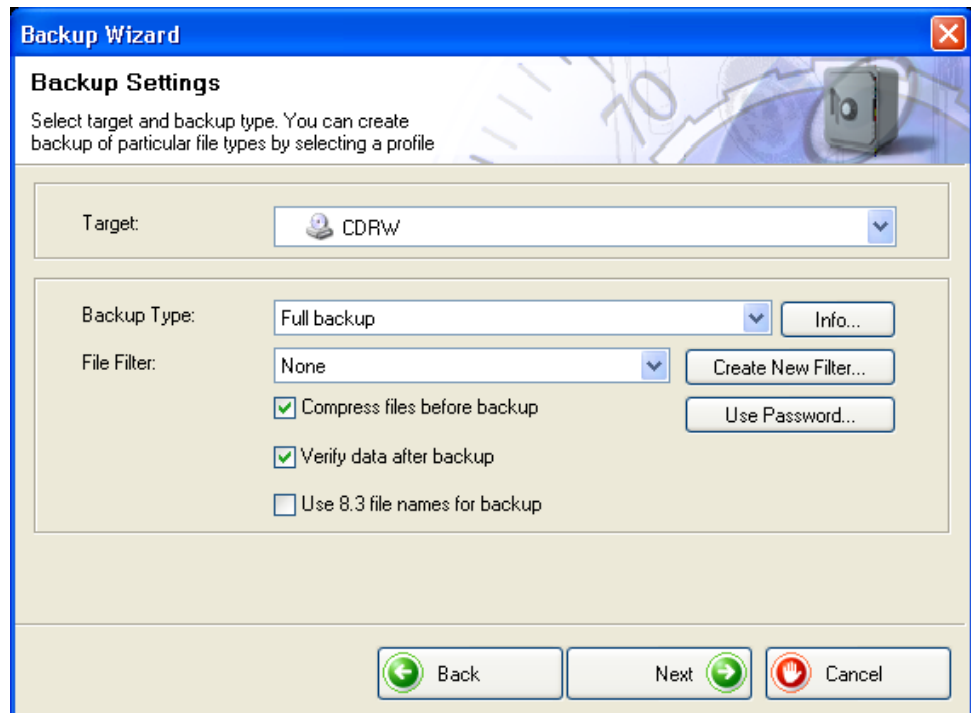 Backup Wizard
Backup Settings
Select target and backup type. You can create
backup of particular file types by selecting a profile
70
Target:
CDRW
Backup Type:
Full backup
Info...
File Filter:
None
Create New Filter...
Compress files before backup
Use Password...
Verify data after backup
Use 8.3 file names for backup
Back
Next
Cancel